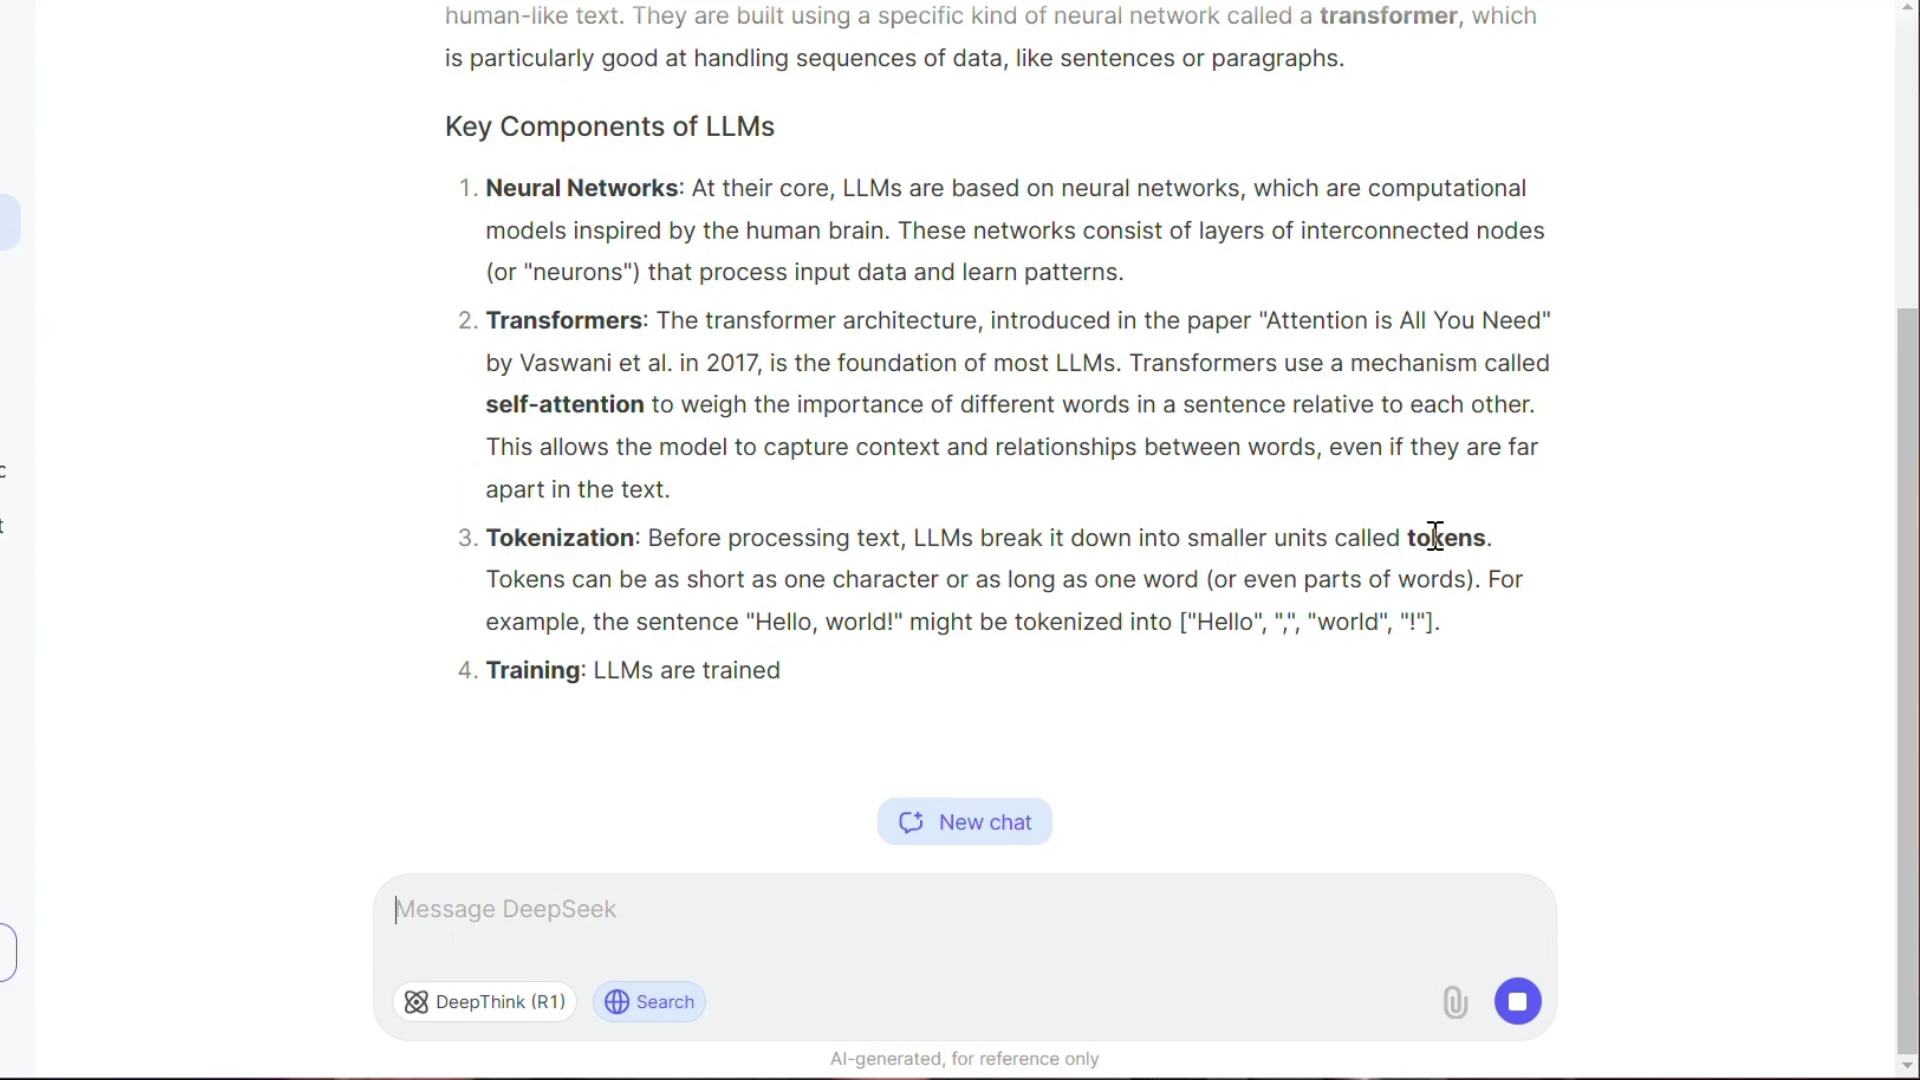 human-like text. They are built using a specific kind of neural network called a transformer, which
is particularly good at handling sequences of data, like sentences or paragraphs.
Key Components of LLMs
1. Neural Networks: At their core, LLMs are based on neural networks, which are computational
models inspired by the human brain. These networks consist of layers of interconnected nodes
(or "neurons") that process input data and learn patterns.
2. Transformers: The transformer architecture, introduced in the paper "Attention is All You Need"
by Vaswani et al. in 2017, is the foundation of most LLMs. Transformers use a mechanism called
self-attention to weigh the importance of different words in a sentence relative to each other.
This allows the model to capture context and relationships between words, even if they are far
apart in the text.
3. Tokenization: Before processing text, LLMs break it down into smaller units called tokens.
Tokens can be as short as one character or as long as one word (or even parts of words). For
example, the sentence "Hello, world!" might be tokenized into ["Hello", ",", "world", "!"].
4. Training: LLMs are trained
c
t
New chat
Message DeepSeek
DeepThink (R1) Search
AI-generated, for reference only